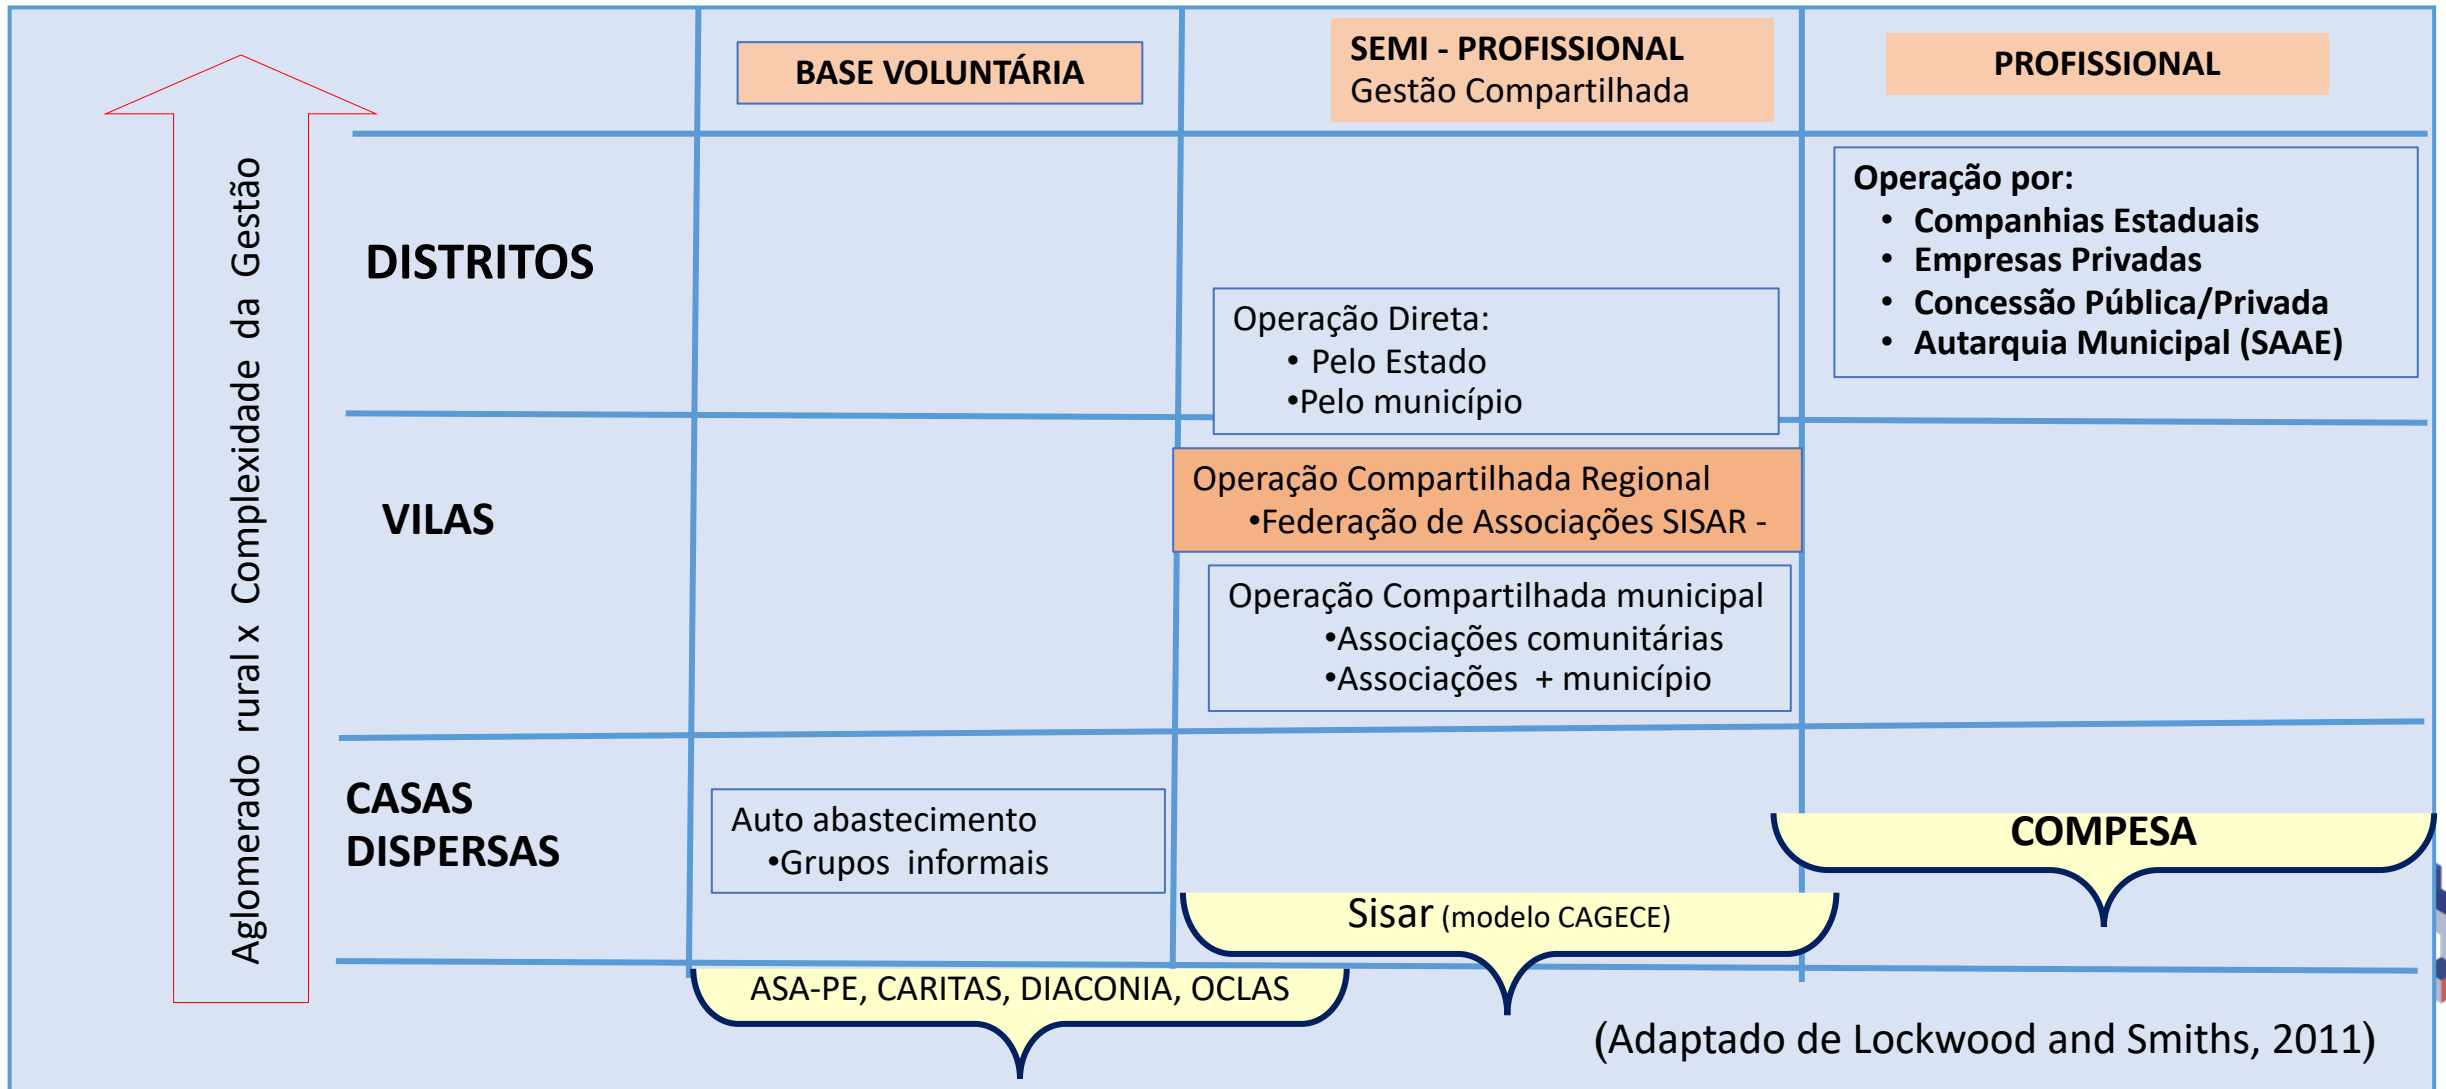 BASE VOLUNTÁRIA
SEMI - PROFISSIONAL
Gestão Compartilhada
PROFISSIONAL
Aglomerado rural x Complexidade da Gestão
DISTRITOS
Operação por:
• Companhias Estaduais
• Empresas Privadas
• Concessão Pública/Privada
• Autarquia Municipal (SAAE)
Operação Direta:
• Pelo Estado
•Pelo município
VILAS
Operação Compartilhada Regional
•Federação de Associações SISAR -
Operação Compartilhada municipal
•Associações comunitárias
•Associações + município
CASAS
DISPERSAS
Auto abastecimento
•Grupos informais
COMPESA
Sisar (modelo CAGECE)
ASA-PE, CARITAS, DIACONIA, OCLAS
(Adaptado de Lockwood and Smiths, 2011)